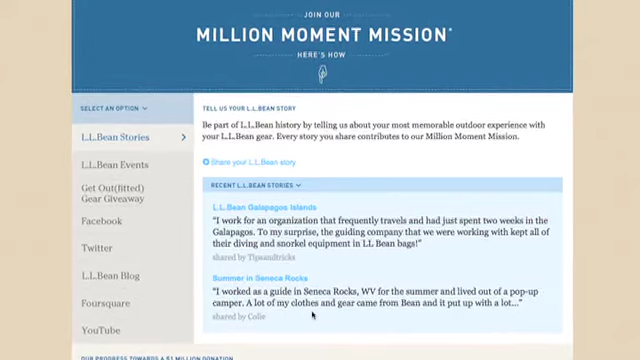 JOIN OUR
MILLION MOMENT MISSION*
HERE'S HOW
SELECT AN OPTION
L.L.Bean Stories
L.L.Bean Events
Get Out(fitted)
Gear Giveaway
Facebook
Twitter
L.L.Bean Blog
Foursquare
YouTube
TELL US YOUR L.L.BEAN STORY
Be part of L.L.Bean history by telling us about your most memorable outdoor experience with
your L.L.Bean gear. Every story you share contributes to our Million Moment Mission.
Share your L.L.Bean story
RECENT L.L.BEAN STORIES
L.L.Bean Galapagos Islands
“I work for an organization that frequently travels and had just spent two weeks in the
Galapagos. To my surprise, the guiding company that we were working with kept all of
their diving and snorkel equipment in LL Bean bags!”
shared by Tipsandtricks
Summer in Seneca Rocks
“I worked as a guide in Seneca Rocks, WV for the summer and lived out of a pop-up
camper. A lot of my clothes and gear came from Bean and it put up with a lot...”
shared by Colie
OUR PROGRESS TOWARDS A $1 MILLION DONATION